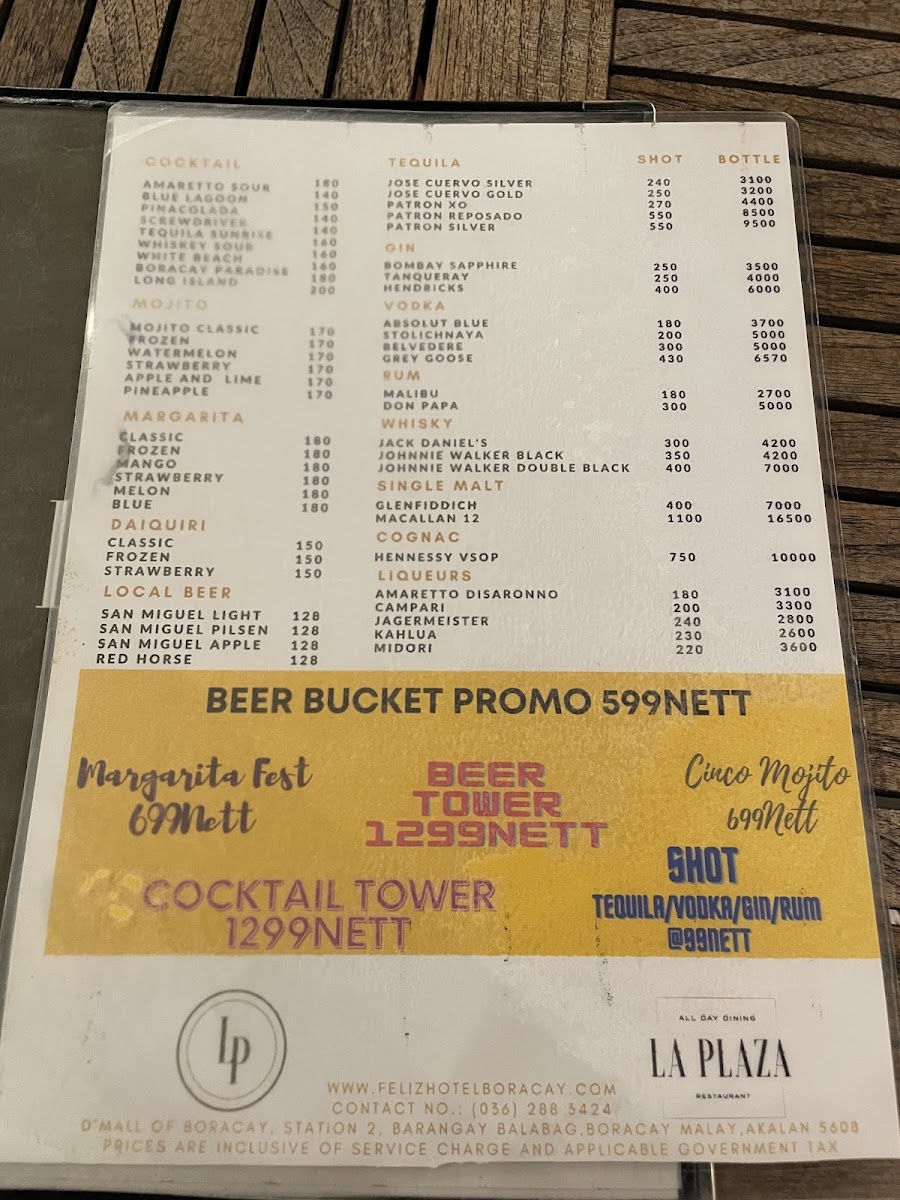 COCKTAIL
AMARETTO SOUR 180
BLUE LAGOON 140
PINACOLADA 150
SCREWDRIVER 140
TEQUILA SUNRISE 140
WHISKEY SOUR 160
WHITE BEACH 160
BORACAY PARADISE 160
LONG ISLAND 180
200
MOJITO
MOJITO CLASSIC 170
FROZEN 170
WATERMELON 170
STRAWBERRY 170
APPLE AND LIME 170
PINEAPPLE 170
MARGARITA
CLASSIC 180
FROZEN 180
MANGO 180
STRAWBERRY 180
MELON 180
BLUE 180
DAIQUIRI
CLASSIC 150
FROZEN 150
STRAWBERRY 150
LOCAL BEER
SAN MIGUEL LIGHT 128
SAN MIGUEL PILSEN 128
SAN MIGUEL APPLE 128
RED HORSE 128
TEQUILA SHOT BOTTLE
JOSE CUERVO SILVER 240 3100
JOSE CUERVO GOLD 250 3200
PATRON XO 270 4400
PATRON REPOSADO 550 8500
PATRON SILVER 550 9500
GIN
BOMBAY SAPPHIRE 250 3500
TANQUERAY 250 4000
HENDRICKS 400 6000
VODKA
ABSOLUT BLUE 180 3700
STOLICHNAYA 200 5000
BELVEDERE 300 5000
GREY GOOSE 430 6570
RUM
MALIBU 180 2700
DON PAPA 300 5000
WHISKY
JACK DANIEL'S 300 4200
JOHNNIE WALKER BLACK 350 4200
JOHNNIE WALKER DOUBLE BLACK 400 7000
SINGLE MALT
GLENFIDDICH 400 7000
MACALLAN 12 1100 16500
COGNAC
HENNESSY VSOP 750 10000
LIQUEURS
AMARETTO DISARONNO 180 3100
CAMPARI 200 3300
JAGERMEISTER 240 2800
KAHLUA 230 2600
MIDORI 220 3600
BEER BUCKET PROMO 599NETT
Margarita Fest
699Nett
BEER
TOWER
1299NETT
Cinco Mojito
699Nett
COCKTAIL TOWER
1299NETT
SHOT
TEQUILA/VODKA/GIN/RUM
@99NETT
LP
ALL DAY DINING
LA PLAZA
RESTAURANT
WWW.FELIZHOTELBORACAY.COM
CONTACT NO.: (036) 288 3424
D'MALL OF BORACAY, STATION 2, BARANGAY BALABAG,BORACAY MALAY,AKALAN 5608
PRICES ARE INCLUSIVE OF SERVICE CHARGE AND APPLICABLE GOVERNMENT TAX